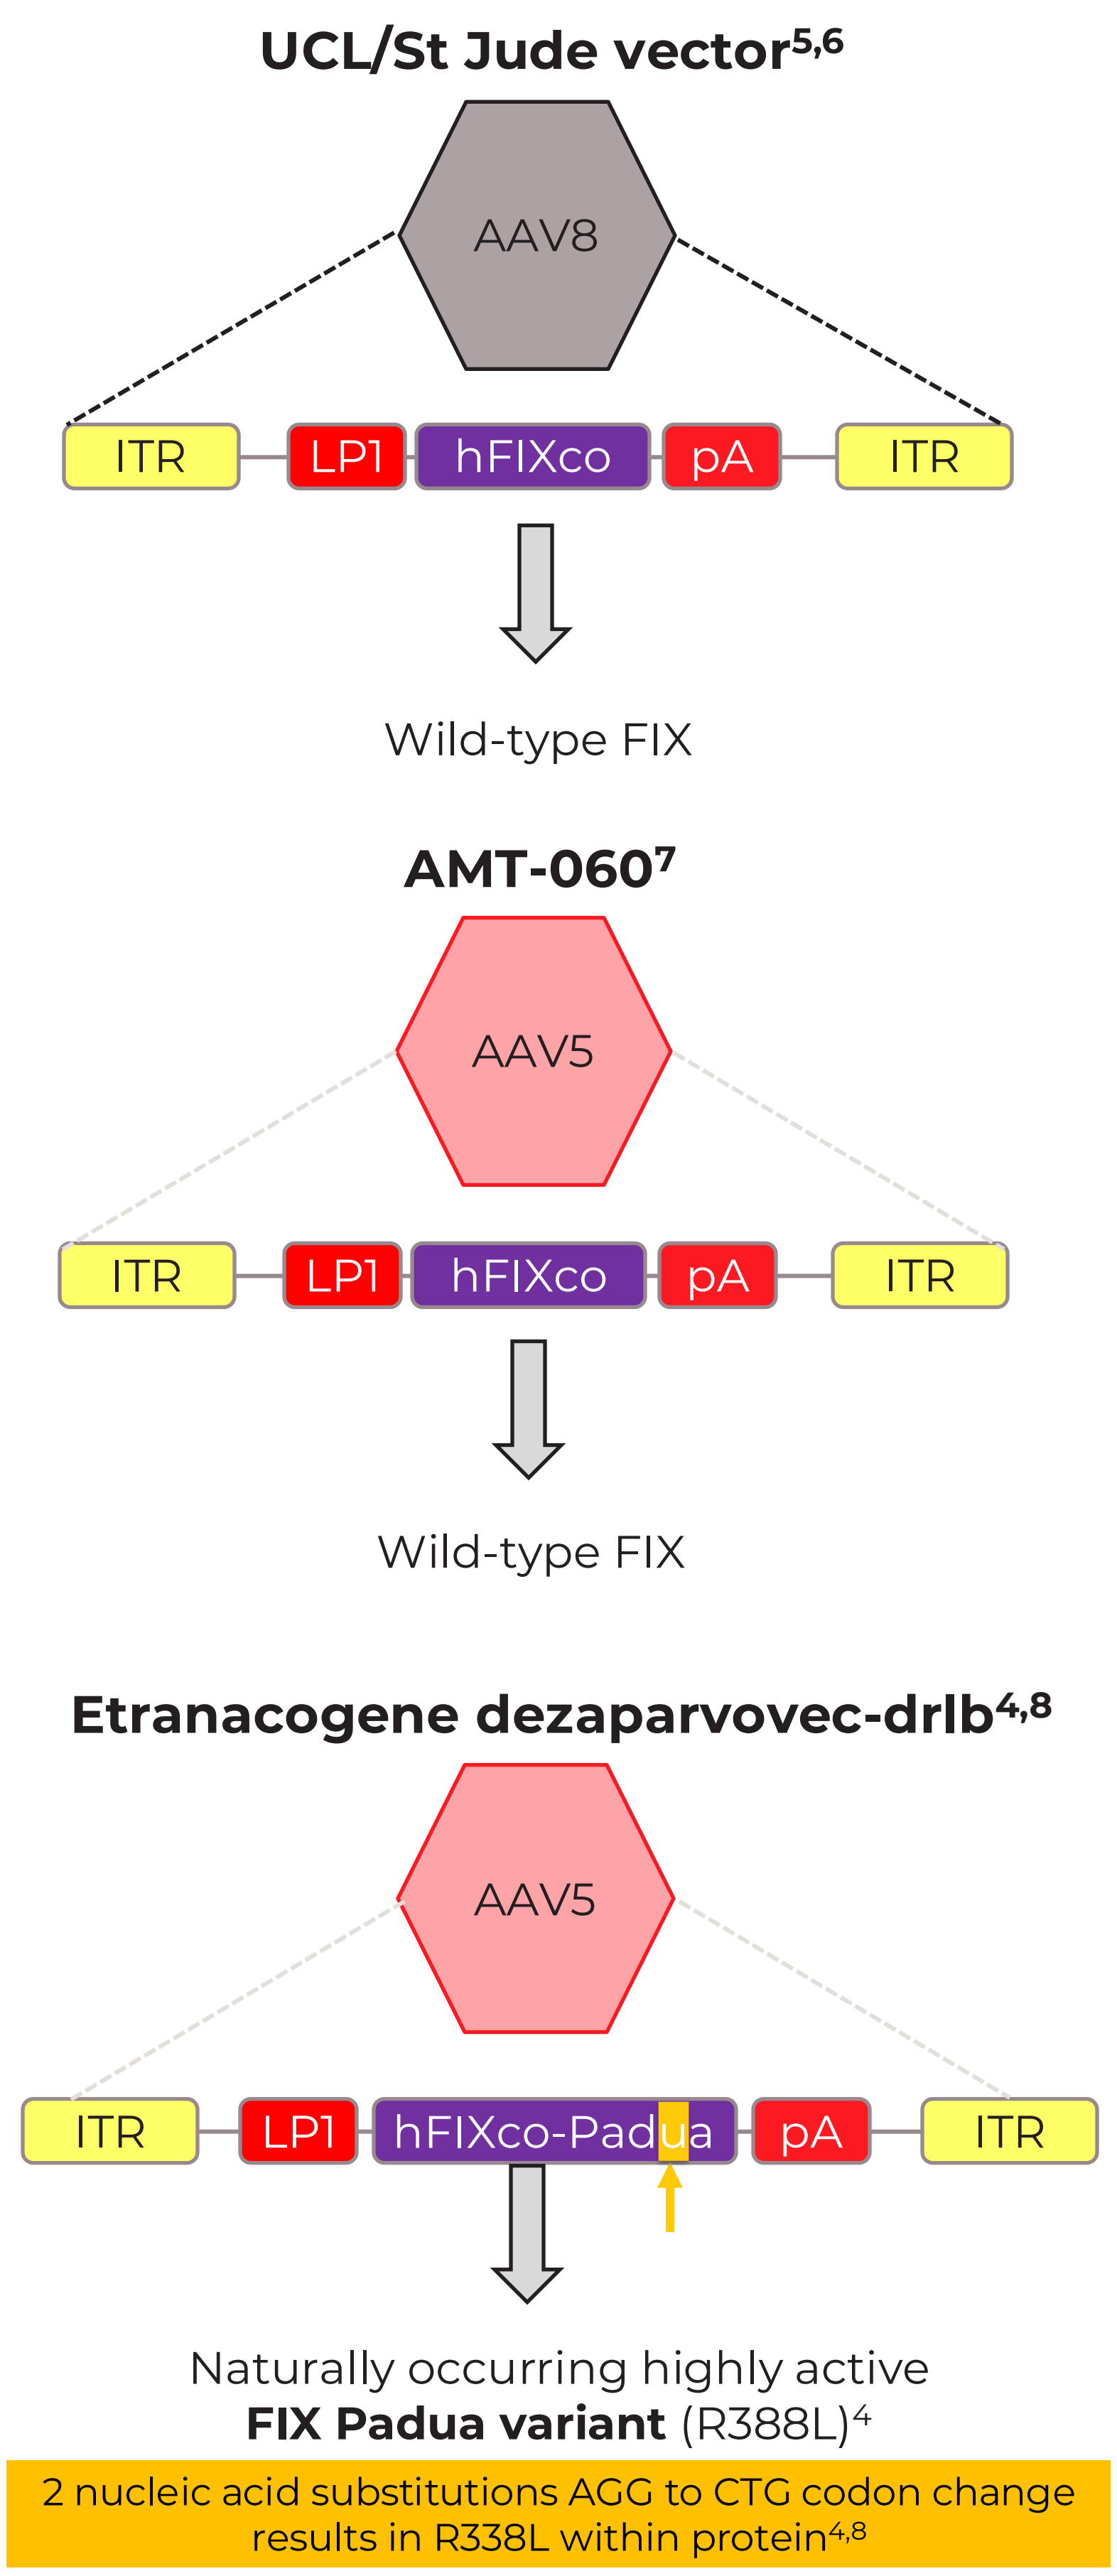 UCL/St Jude vector5,6
AAV8
ITR LP1 hFIXco pA ITR
Wild-type FIX
AMT-0607
AAV5
ITR LP1 hFIXco pA ITR
Wild-type FIX
Etranacogene dezaparvovec-drlb4,8
AAV5
ITR LP1 hFIXco-Padua pA ITR
Naturally occurring highly active
FIX Padua variant (R388L)4
2 nucleic acid substitutions AGG to CTG codon change
results in R338L within protein4,8